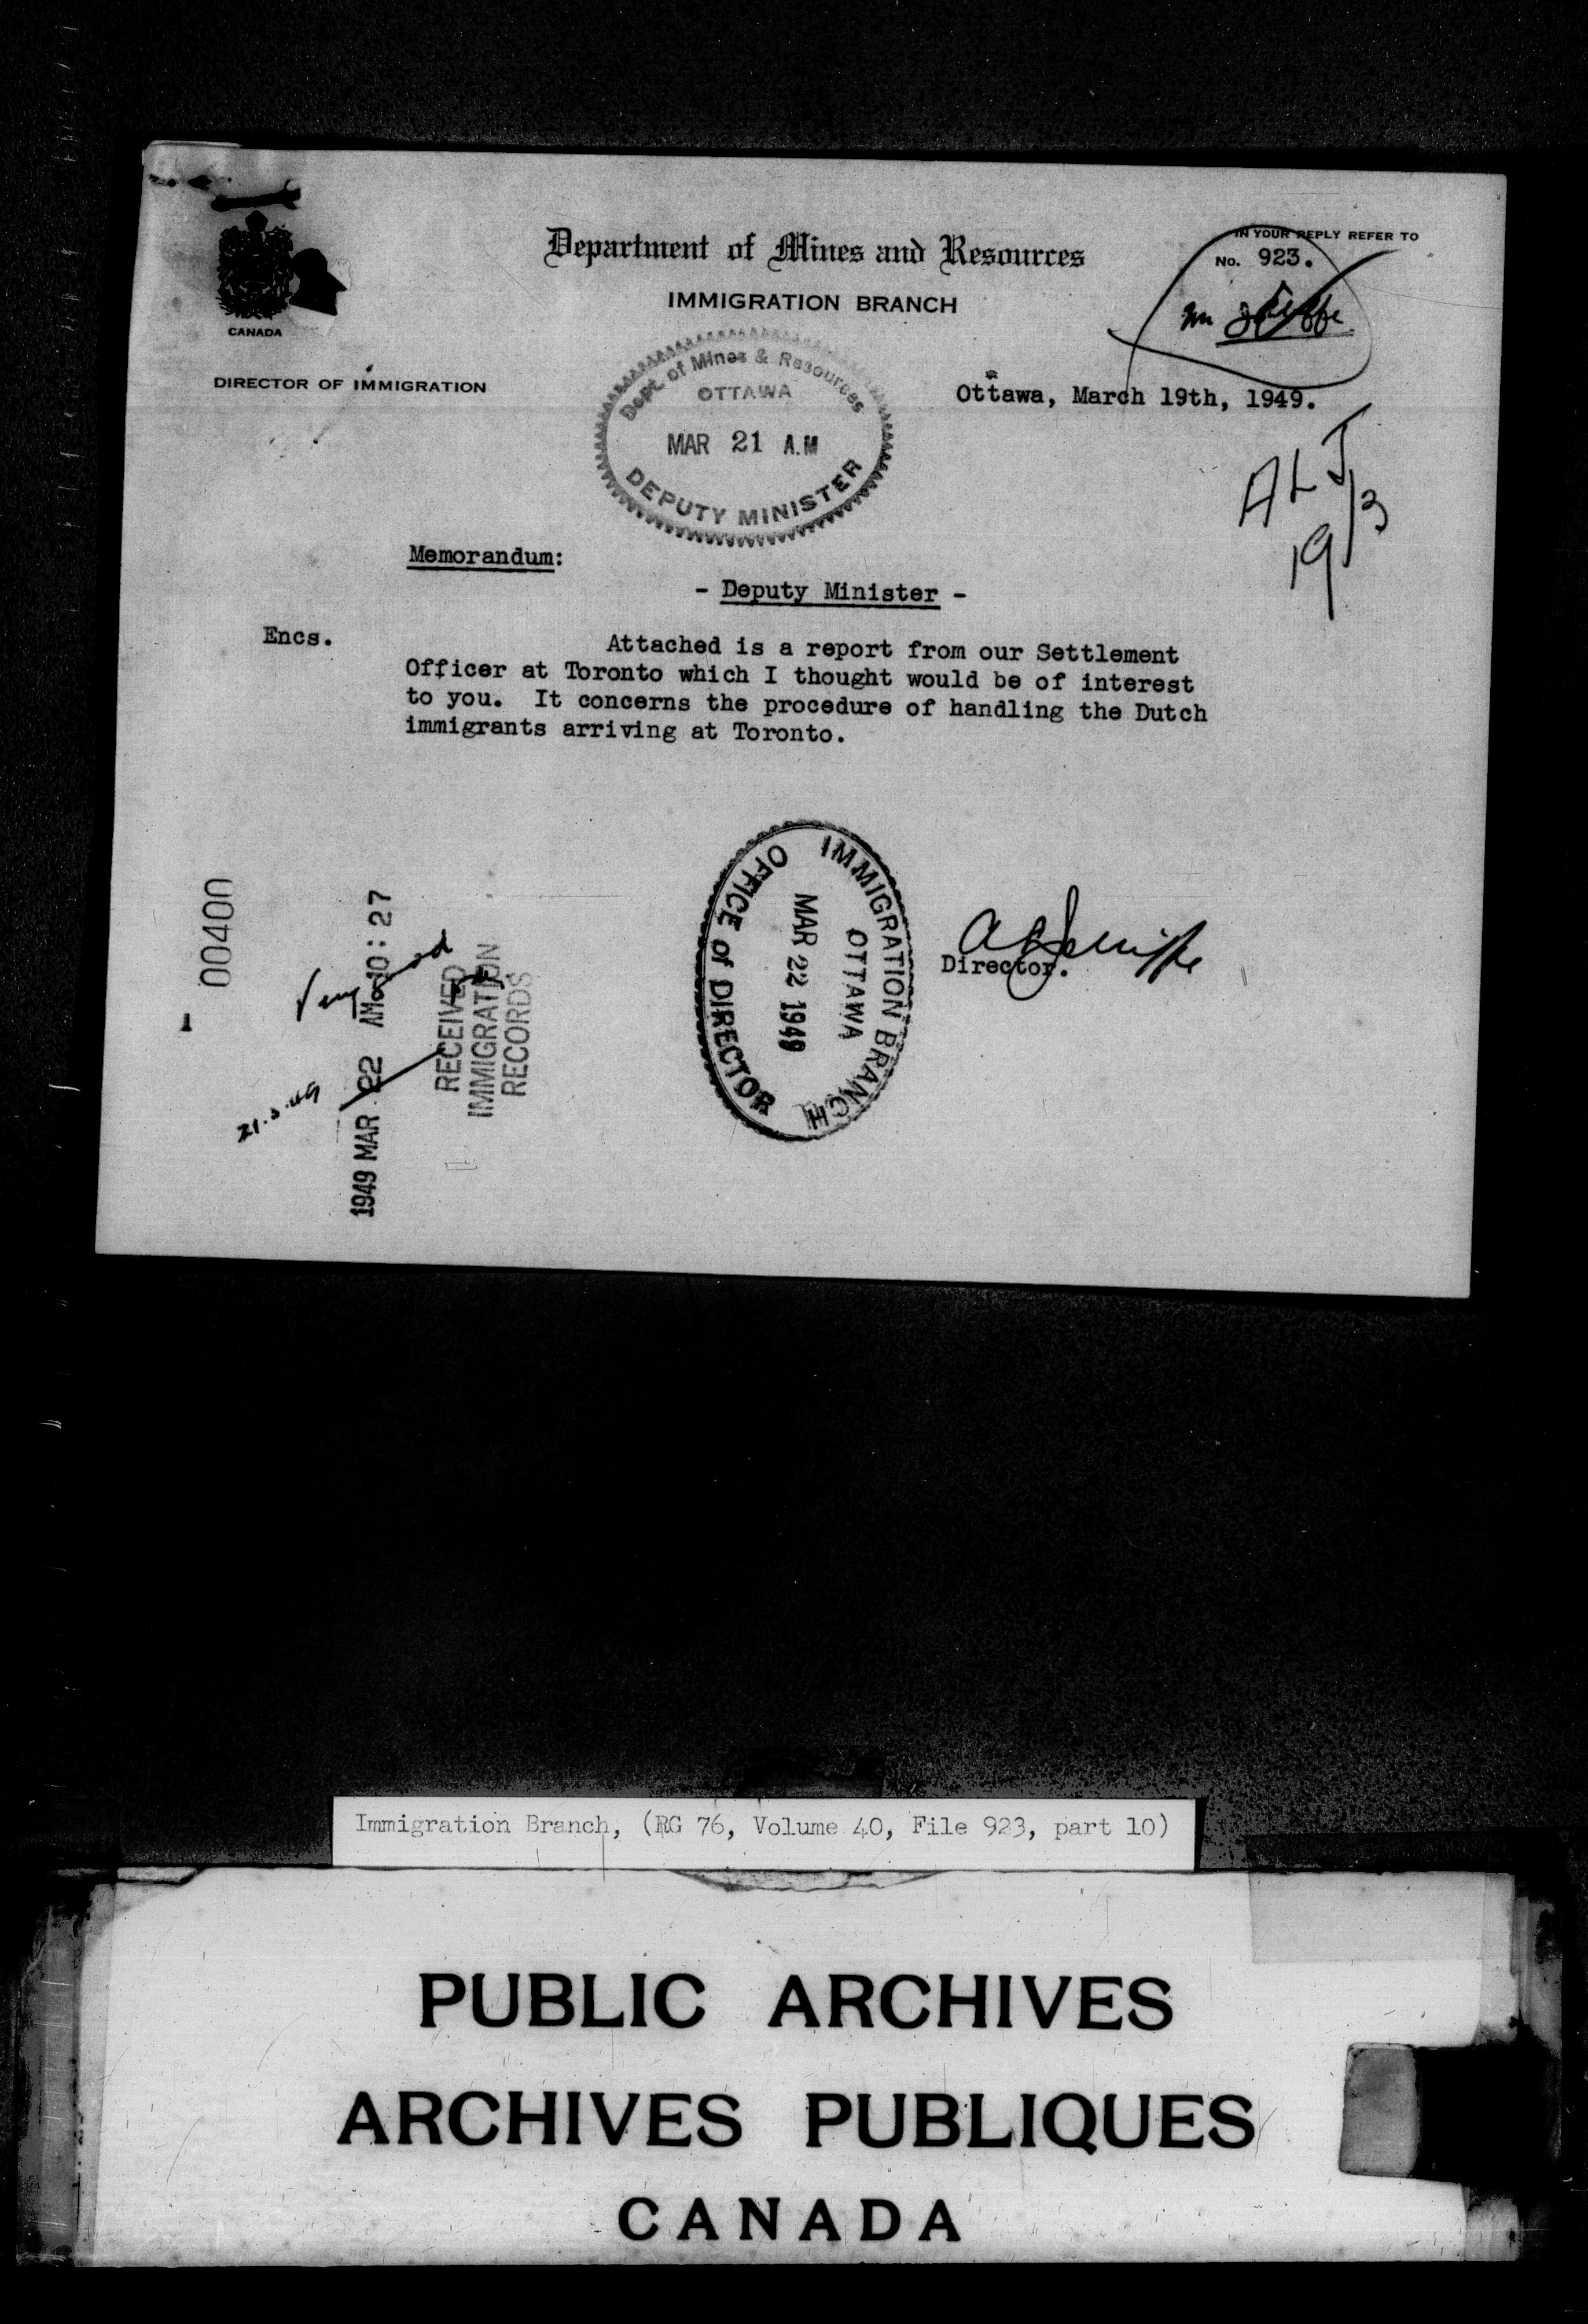 Department of Mines and Resources
IMMIGRATION BRANCH
CANADA
DIRECTOR OF IMMIGRATION
IN YOUR REPLY REFER TO
No. 923.
Dept. of Mines & Resources
OTTAWA
MAR 21 A.M
DEPUTY MINISTER
Ottawa, March 19th, 1949.
ALJ
19/3
Memorandum:
- Deputy Minister -
Encs.
Attached is a report from our Settlement
Officer at Toronto which I thought would be of interest
to you. It concerns the procedure of handling the Dutch
immigrants arriving at Toronto.
00400
Very good
21.3.49
1949 MAR 22 AM 10:27
RECEIVED
IMMIGRATION
RECORDS
IMMIGRATION BRANCH
OTTAWA
MAR 22 1949
OFFICE of DIRECTOR
Director.
Immigration Branch, (RG 76, Volume 40, File 923, part 10)
PUBLIC ARCHIVES
ARCHIVES PUBLIQUES
CANADA